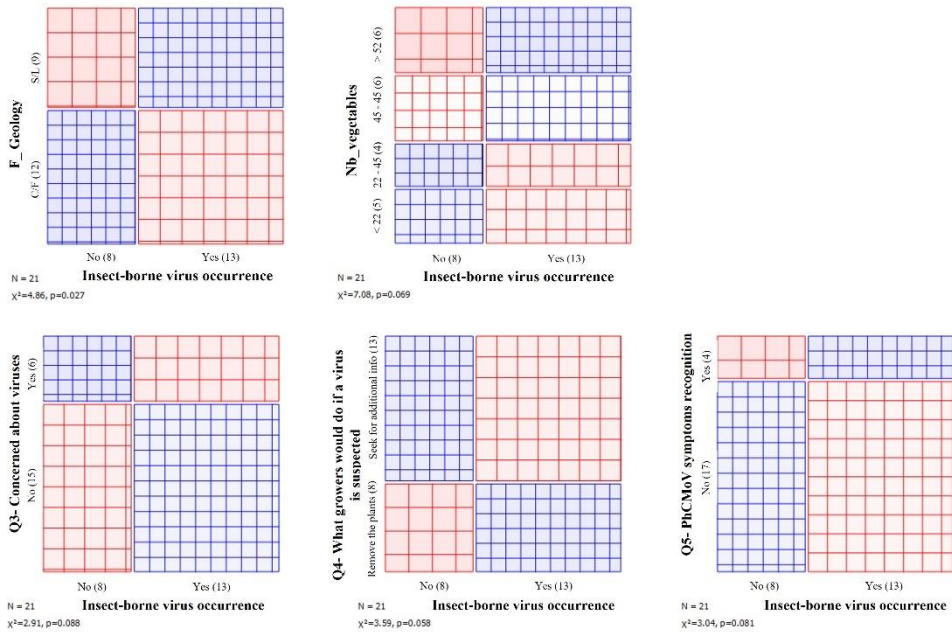 F_ Geology
S/L (9)
C/F (12)
No (8)
Yes (13)
Insect-borne virus occurrence
N = 21
χ²=4.86, p=0.027
Nb_vegetables
> 52 (6)
45 - 45 (6)
22 - 45 (4)
< 22 (5)
No (8)
Yes (13)
Insect-borne virus occurrence
N = 21
χ²=7.08, p=0.069
Q3- Concerned about viruses
Yes (6)
No (15)
No (8)
Yes (13)
Insect-borne virus occurrence
N = 21
χ²=2.91, p=0.088
Q4- What growers would do if a virus
is suspected
Seek for additional info (13)
Remove the plants (8)
No (8)
Yes (13)
Insect-borne virus occurrence
N = 21
χ²=3.59, p=0.058
Q5- PhCMoV symptoms recognition
Yes (4)
No (17)
No (8)
Yes (13)
Insect-borne virus occurrence
N = 21
χ²=3.04, p=0.081